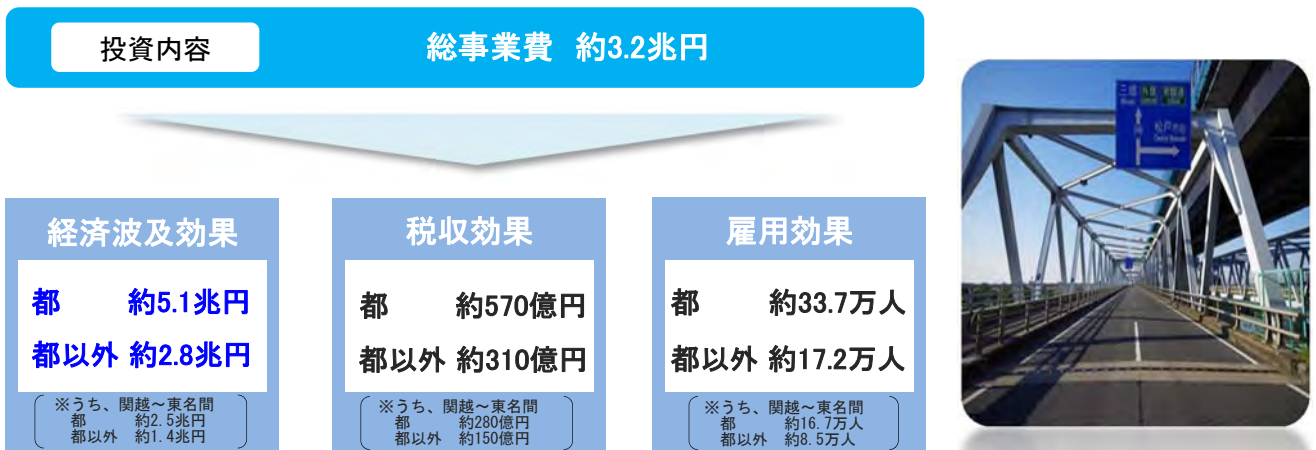 投資内容
総事業費 約3.2兆円
経済波及効果
都 約5.1兆円
都以外 約2.8兆円
※うち、関越～東名間
都 約2.5兆円
都以外 約1.4兆円
税収効果
都 約570億円
都以外 約310億円
※うち、関越～東名間
都 約280億円
都以外 約150億円
雇用効果
都 約33.7万人
都以外 約17.2万人
※うち、関越～東名間
都 約16.7万人
都以外 約8.5万人
三郷
松戸市街